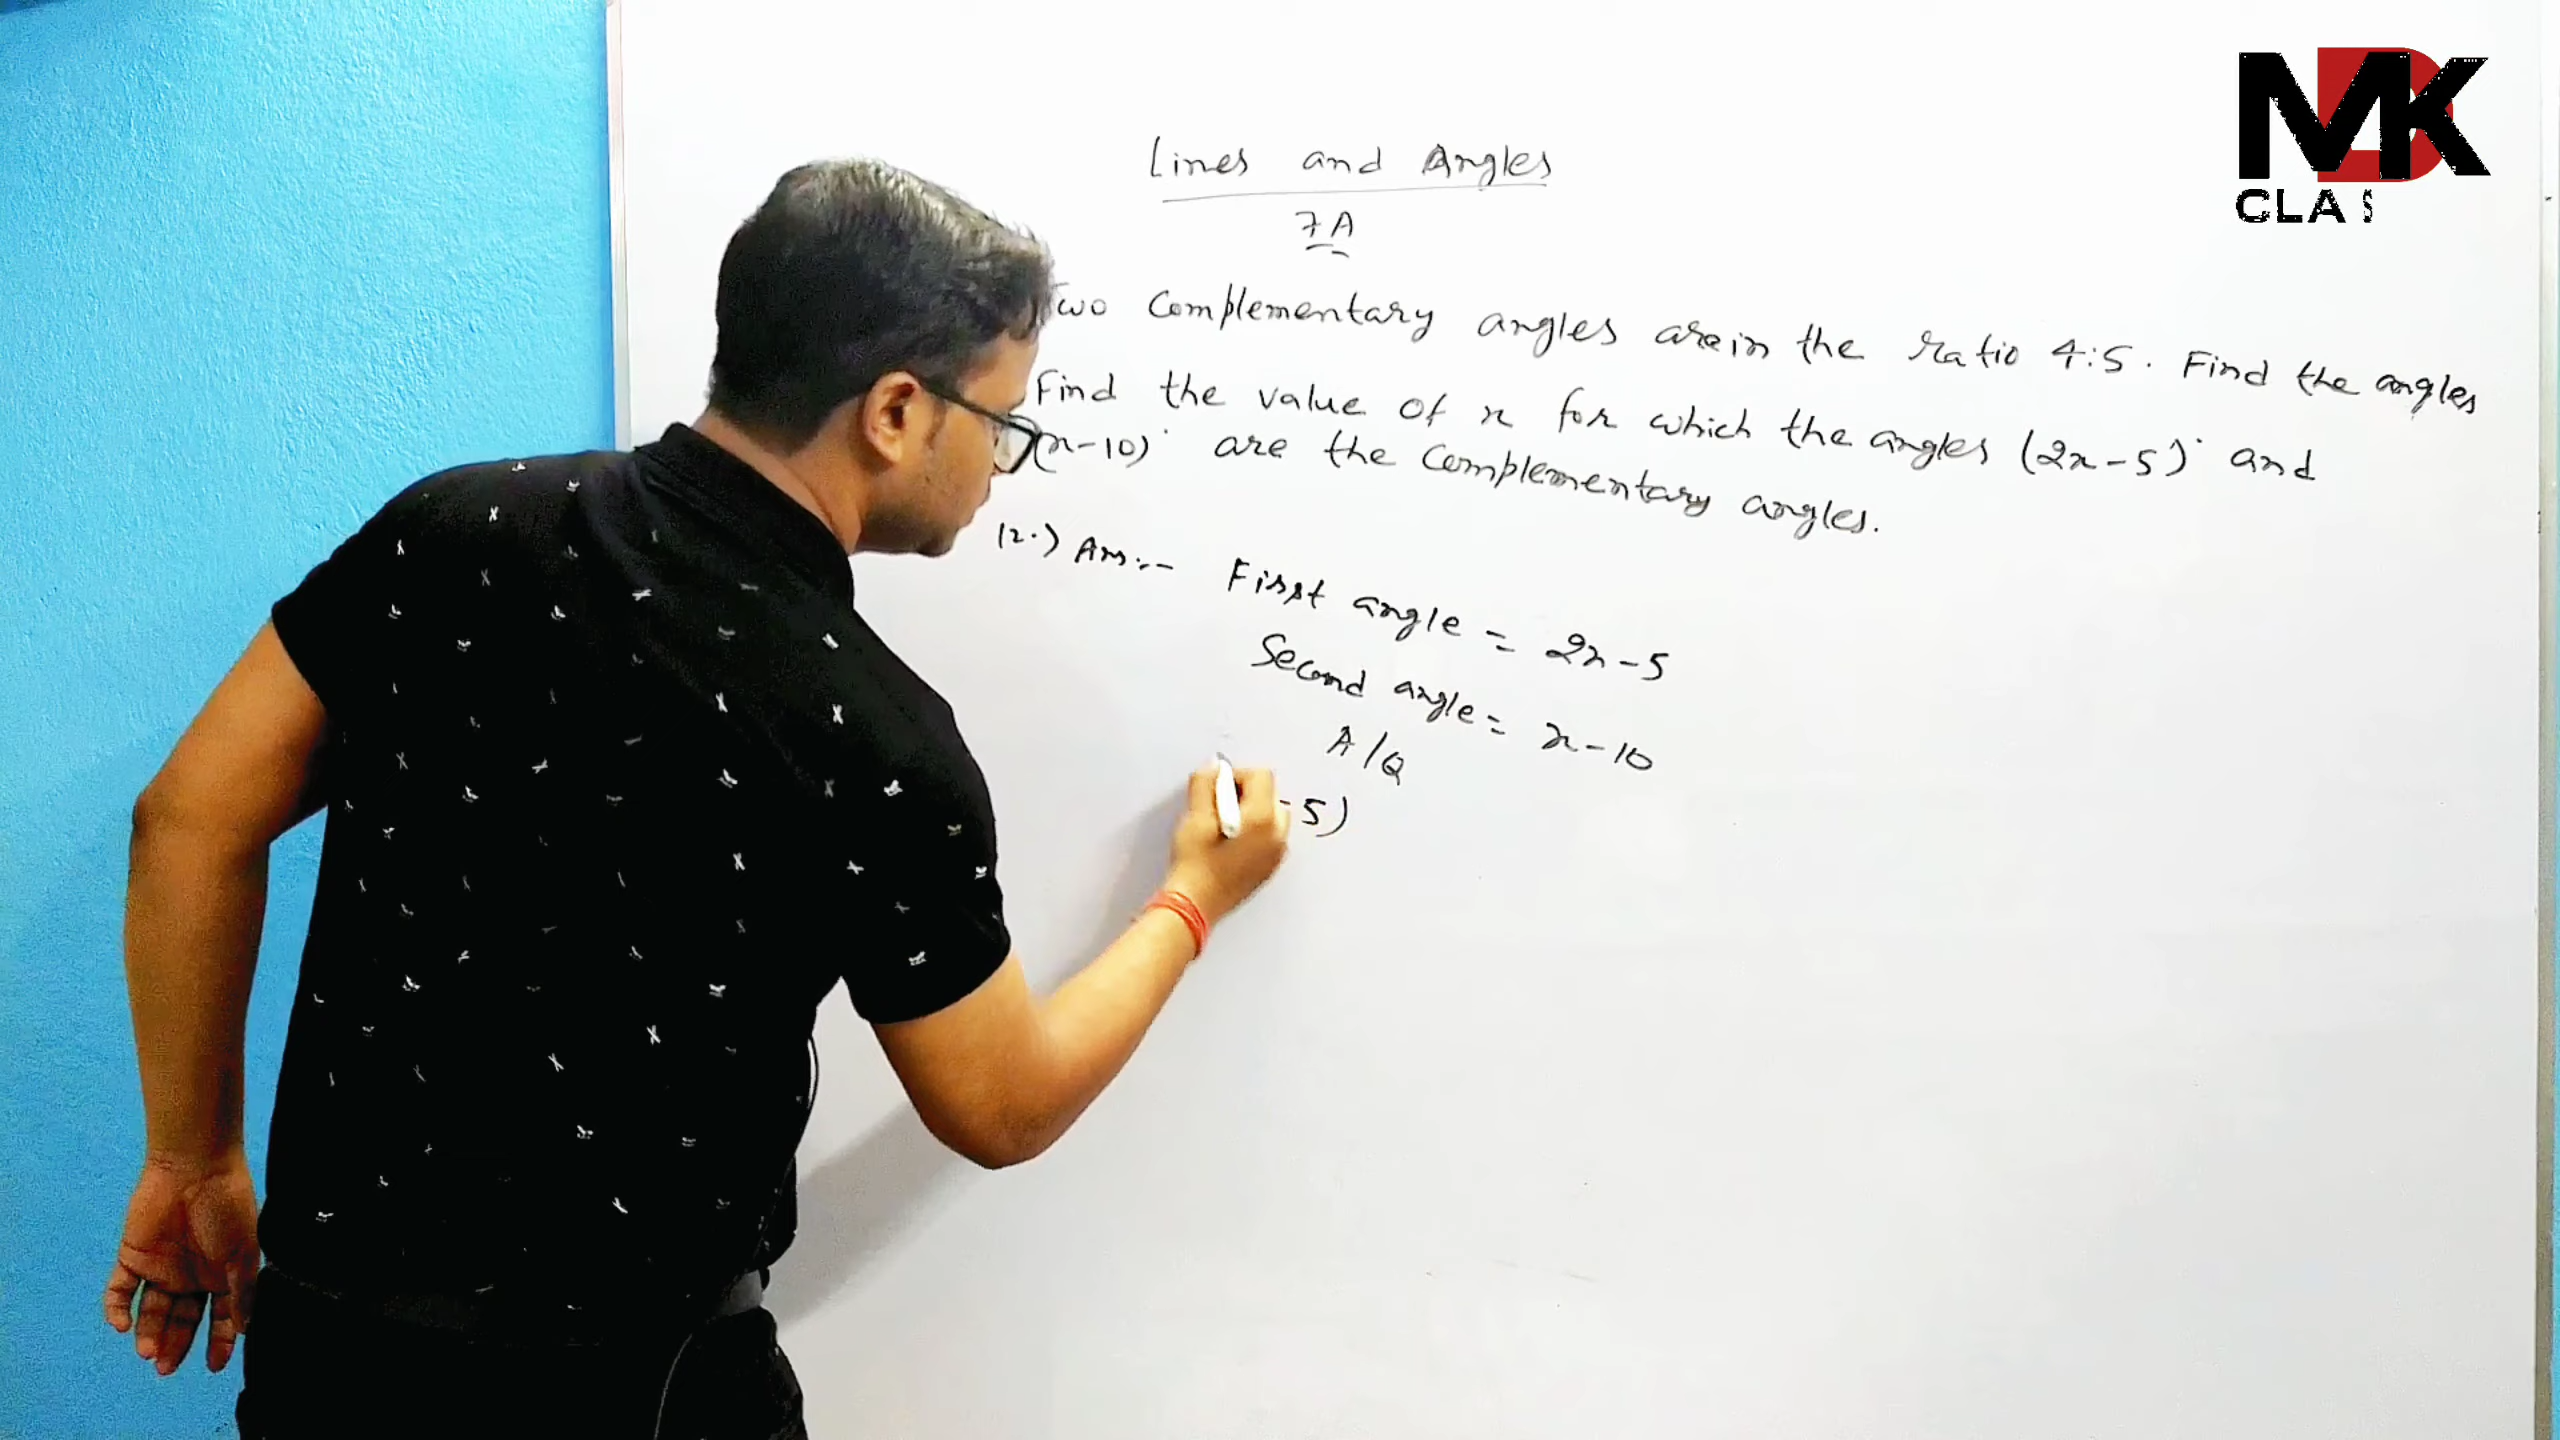 MDK
CLA S
Lines and Angles
7A
Two Complementary angles are in the ratio 4:5. Find the angles
Find the value of x for which the angles (2x-5)° and
(x-10)° are the Complementary angles.
12.) Ans:- First angle = 2x-5
Second angle = x-10
A/Q
-5)